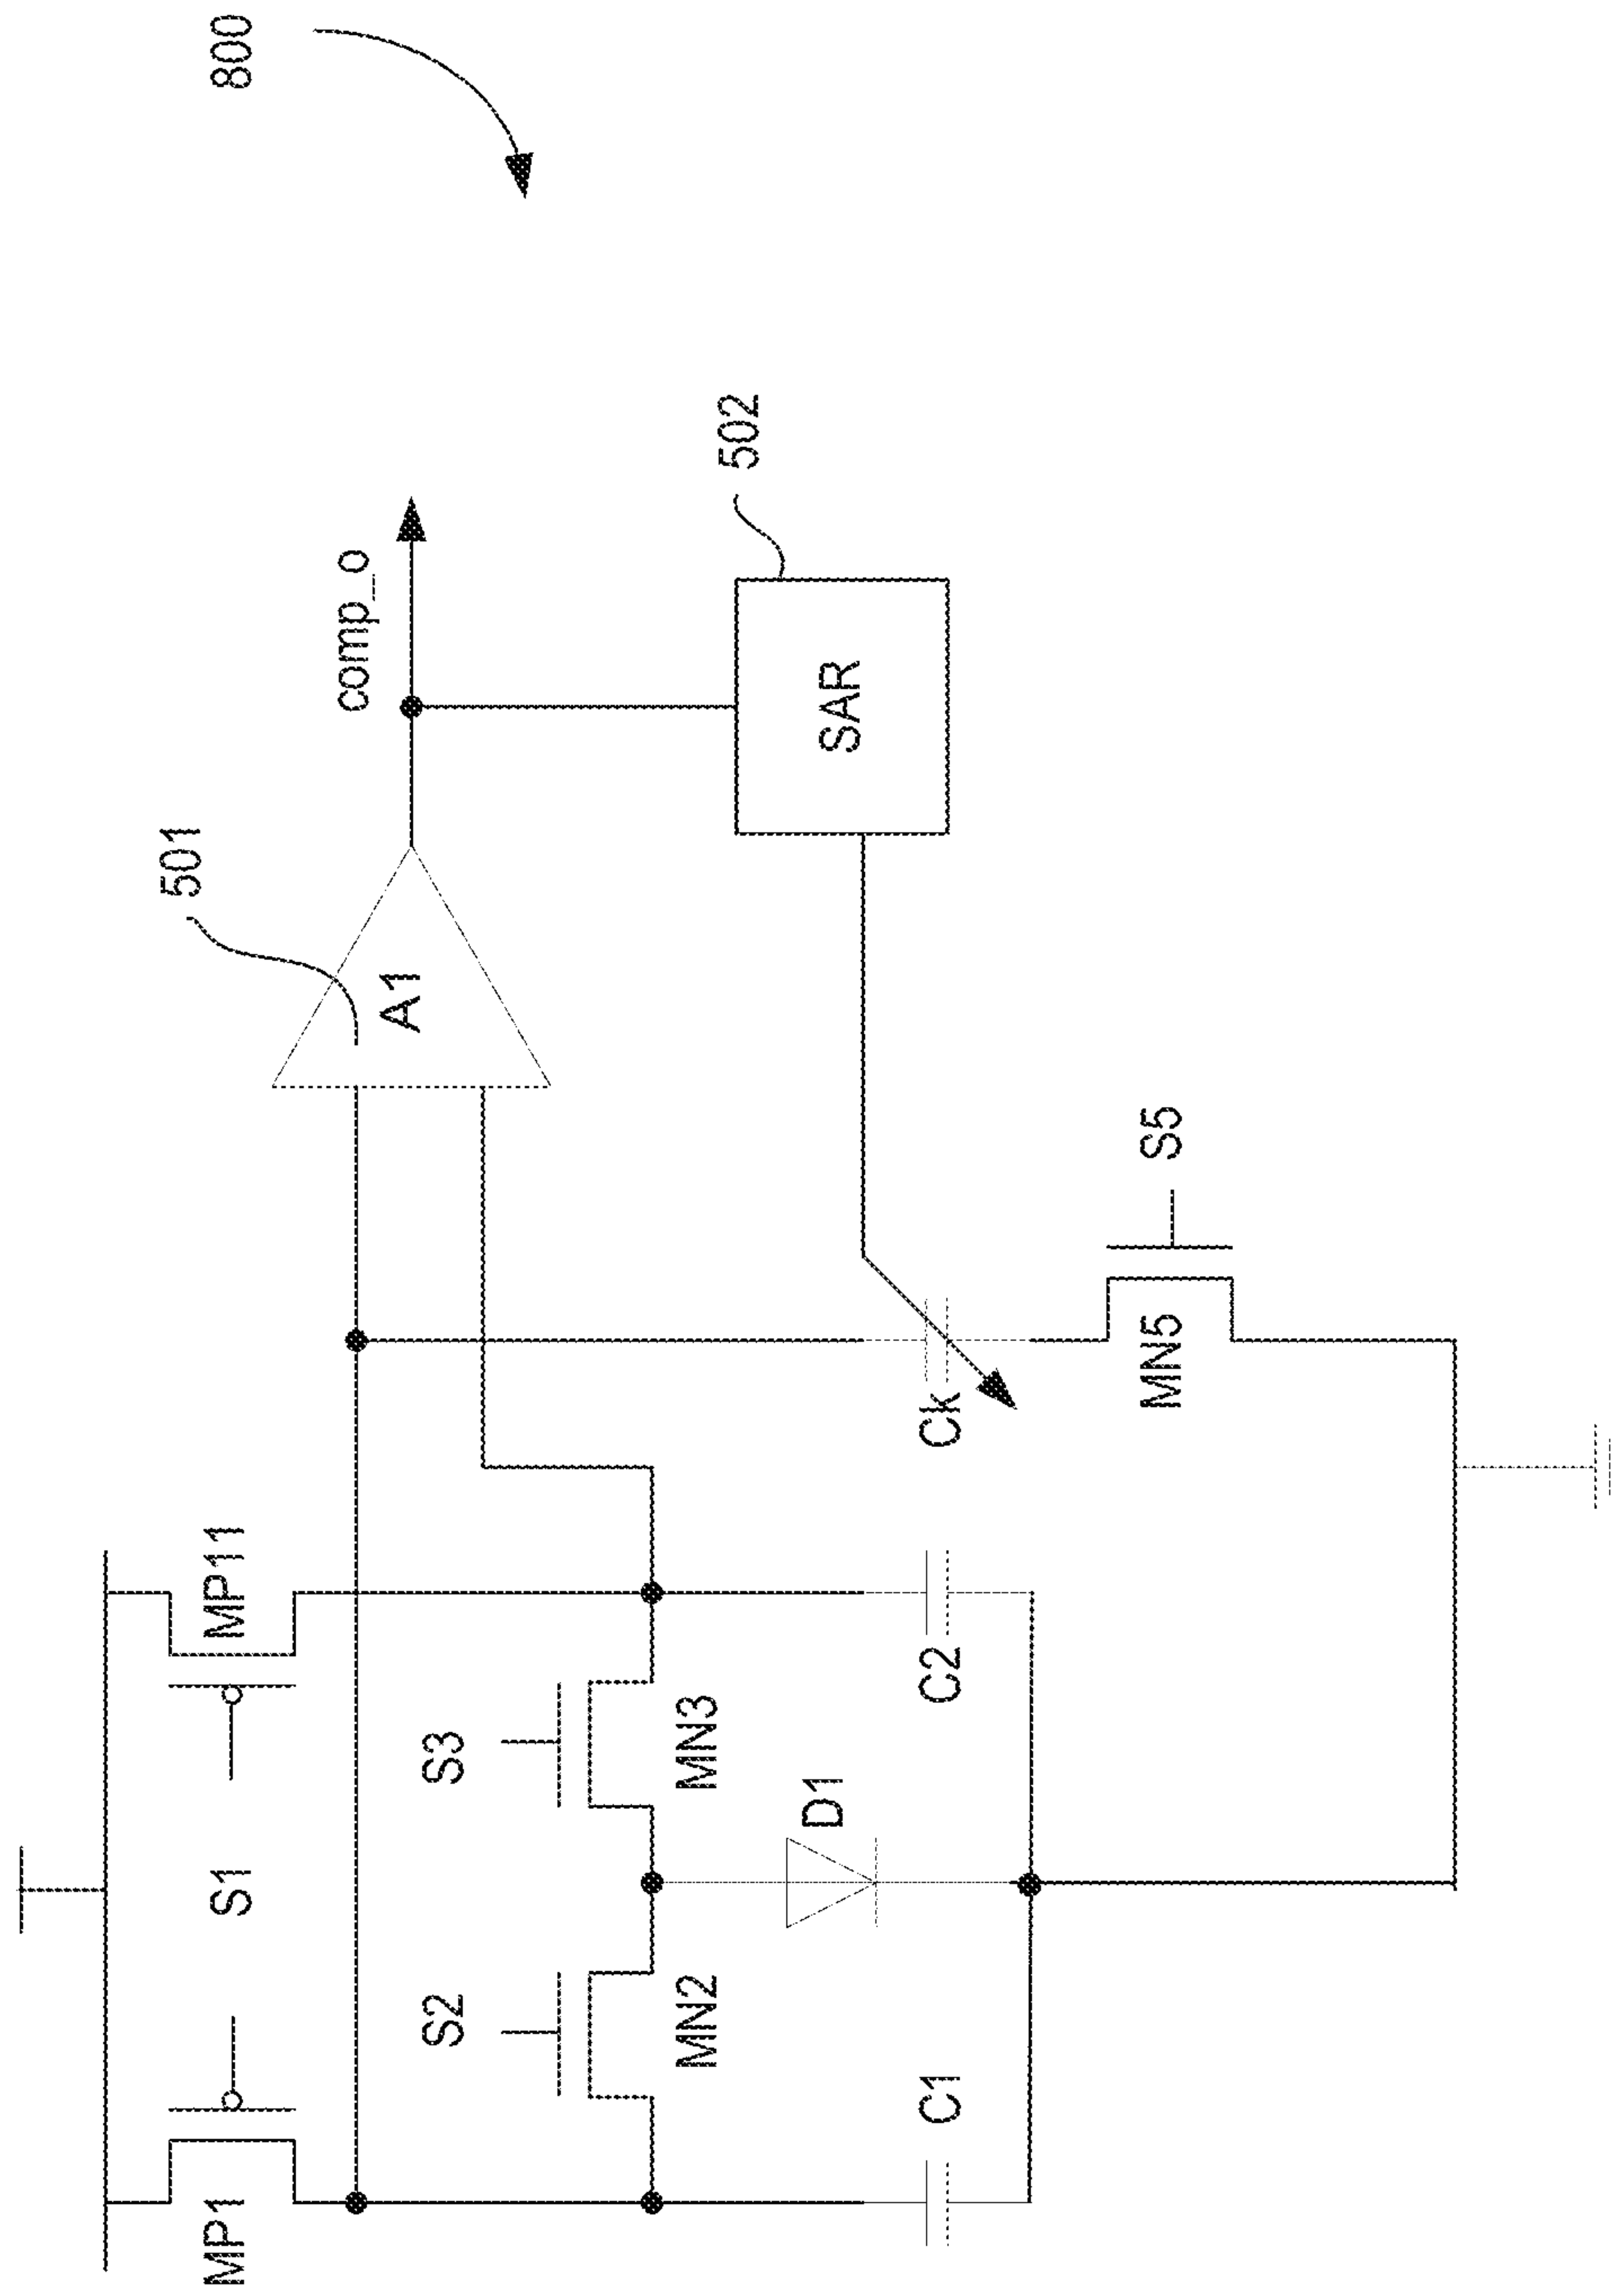 800
comp_o
501
A1
502
SAR
MP1
S1
MP11
S2
S3
MN2
MN3
D1
C1
C2
Ck
MN5
S5